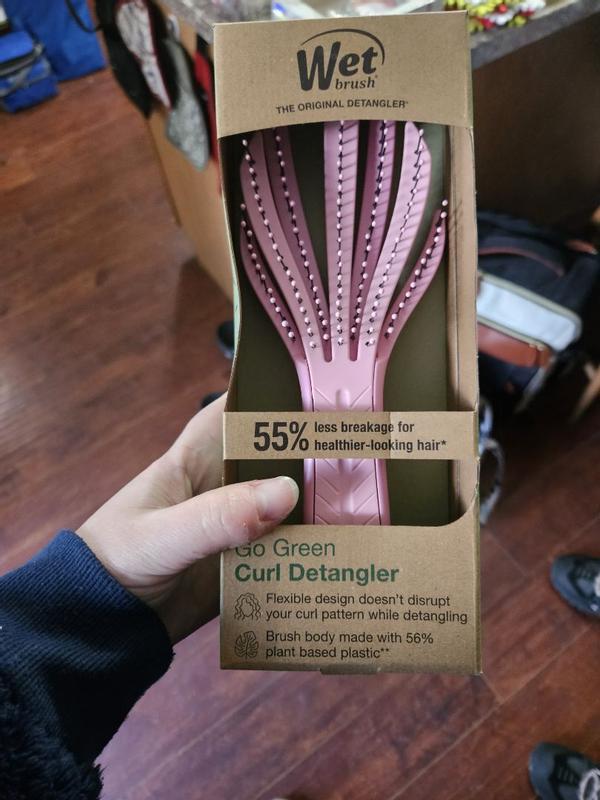 Wet
brush®
THE ORIGINAL DETANGLER®
55% less breakage for
healthier-looking hair*
Go Green
Curl Detangler
Flexible design doesn't disrupt
your curl pattern while detangling
Brush body made with 56%
plant based plastic**